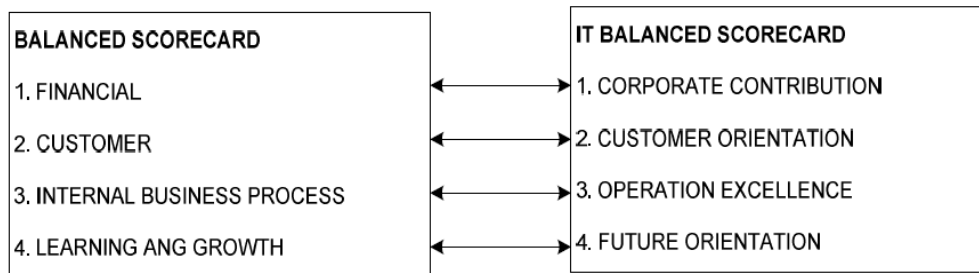 BALANCED SCORECARD
1. FINANCIAL
2. CUSTOMER
3. INTERNAL BUSINESS PROCESS
4. LEARNING ANG GROWTH
IT BALANCED SCORECARD
1. CORPORATE CONTRIBUTION
2. CUSTOMER ORIENTATION
3. OPERATION EXCELLENCE
4. FUTURE ORIENTATION